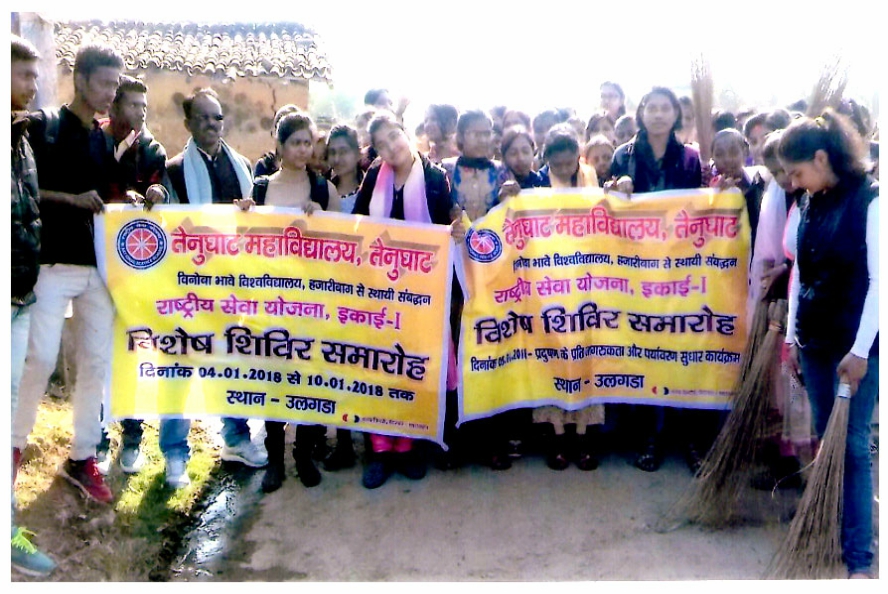 तेनुघाट महाविद्यालय, तेनुघाट
विनोवा भावे विश्वविद्यालय, हजारीबाग से स्थायी संबद्धन
राष्ट्रीय सेवा योजना, इकाई-I
विशेष शिविर समारोह
दिनांक 04.01.2018 से 10.01.2018 तक
स्थान - उलगडा
तेनुघाट महाविद्यालय, तेनुघाट
विनोवा भावे विश्वविद्यालय, हजारीबाग से स्थायी संबद्धन
राष्ट्रीय सेवा योजना, इकाई-I
विशेष शिविर समारोह
दिनांक प्रदुषण के प्रति जागरुकता और पर्यावरण सुधार कार्यक्रम
स्थान - उलगडा